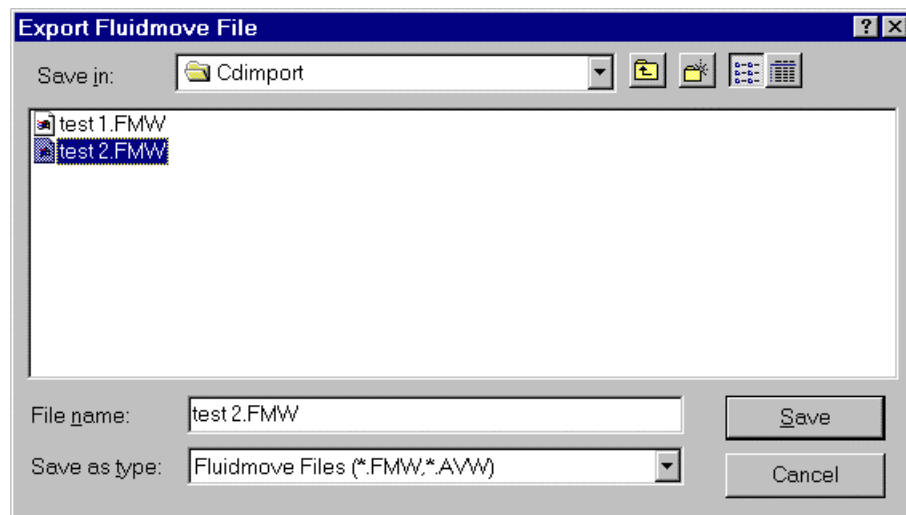 Export Fluidmove File
Save in: Cdimport
test 1.FMW
test 2.FMW
File name: test 2.FMW Save
Save as type: Fluidmove Files (*.FMW,*.AVW) Cancel